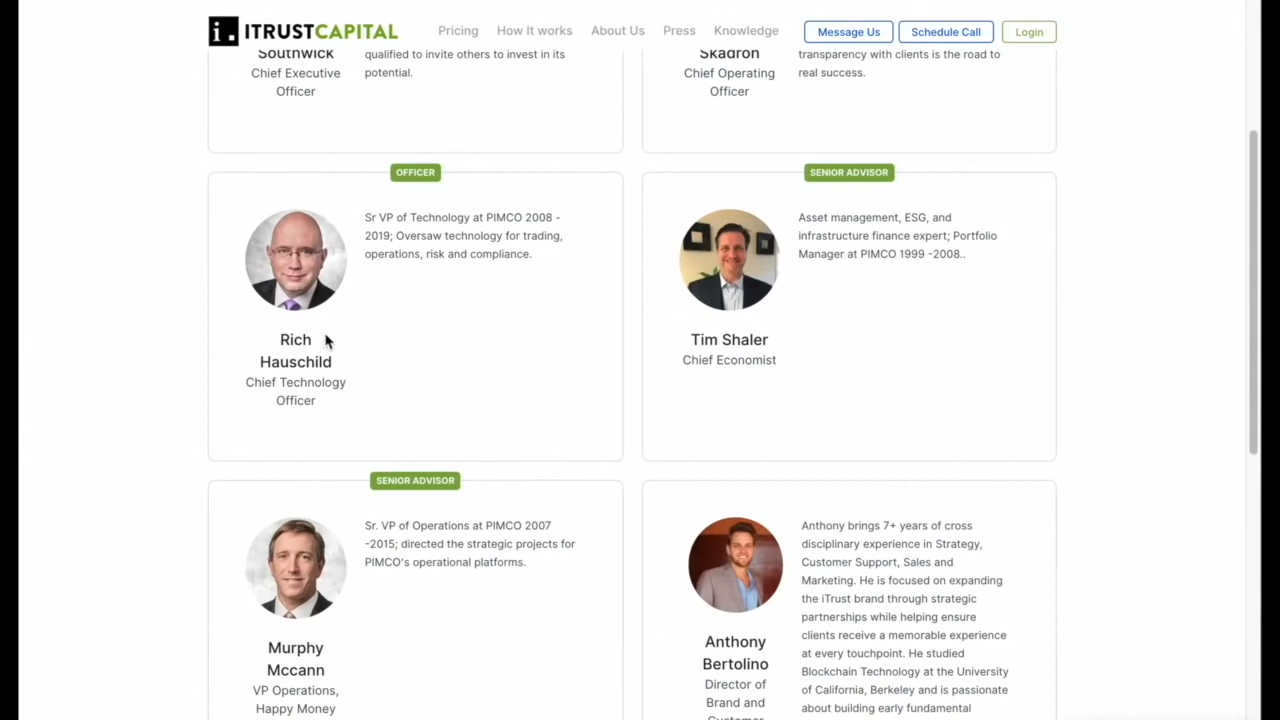 i. ITRUSTCAPITAL
Pricing
How It works
About Us
Press
Knowledge
Message Us
Schedule Call
Login
Southwick
Chief Executive
Officer
qualified to invite others to invest in its
potential.
Skadron
Chief Operating
Officer
transparency with clients is the road to
real success.
OFFICER
Rich
Hauschild
Chief Technology
Officer
Sr VP of Technology at PIMCO 2008 -
2019; Oversaw technology for trading,
operations, risk and compliance.
SENIOR ADVISOR
Tim Shaler
Chief Economist
Asset management, ESG, and
infrastructure finance expert; Portfolio
Manager at PIMCO 1999 -2008..
SENIOR ADVISOR
Murphy
Mccann
VP Operations,
Happy Money
Sr. VP of Operations at PIMCO 2007
-2015; directed the strategic projects for
PIMCO's operational platforms.
Anthony
Bertolino
Director of
Brand and
Anthony brings 7+ years of cross
disciplinary experience in Strategy,
Customer Support, Sales and
Marketing. He is focused on expanding
the iTrust brand through strategic
partnerships while helping ensure
clients receive a memorable experience
at every touchpoint. He studied
Blockchain Technology at the University
of California, Berkeley and is passionate
about building early fundamental